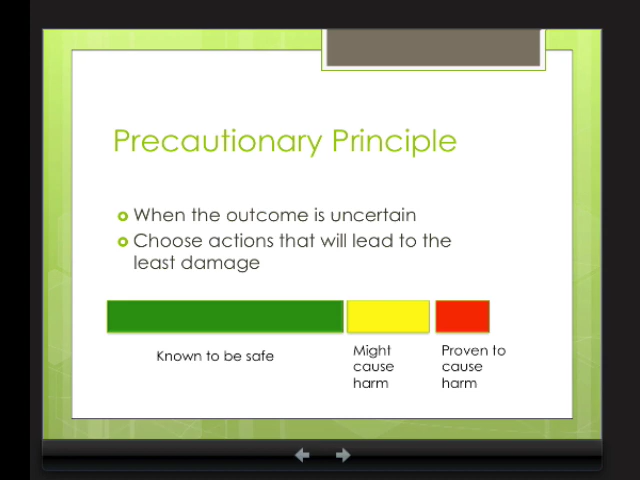 Precautionary Principle
When the outcome is uncertain
Choose actions that will lead to the
least damage
Known to be safe
Might
cause
harm
Proven to
cause
harm